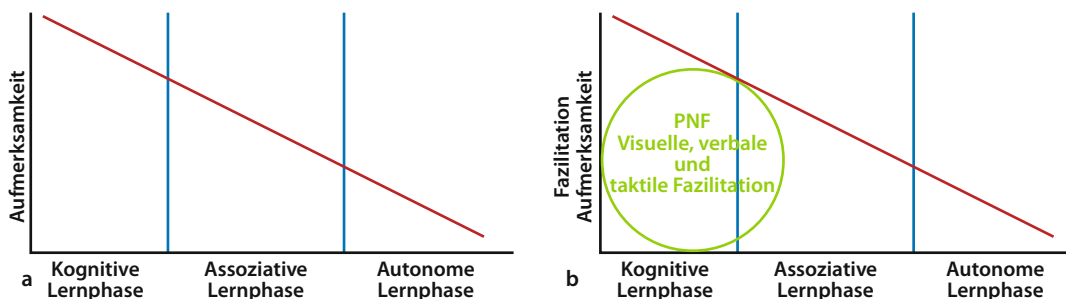 Aufmerksamkeit
a
Kognitive
Lernphase
Assoziative
Lernphase
Autonome
Lernphase
Fazilitation
Aufmerksamkeit
PNF
Visuelle, verbale
und
taktile Fazilitation
b
Kognitive
Lernphase
Assoziative
Lernphase
Autonome
Lernphase